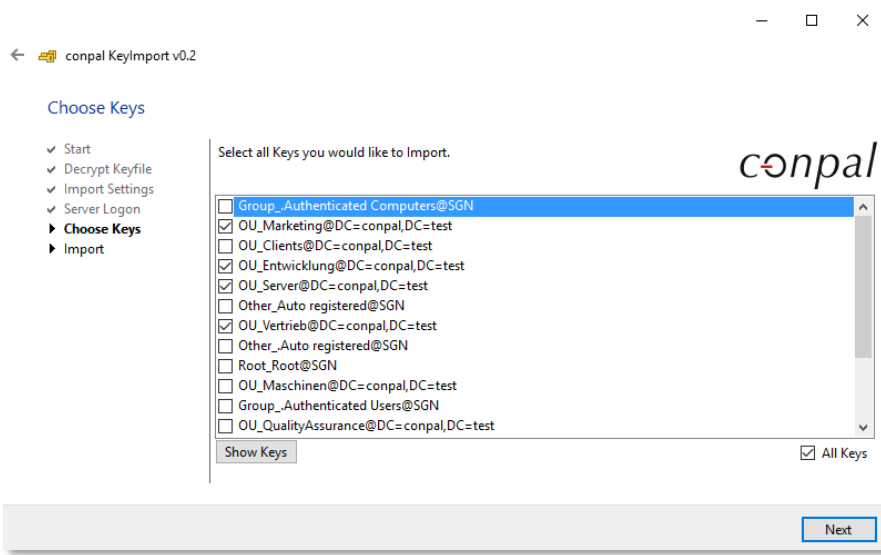 conpal KeyImport v0.2
Choose Keys
Start
Decrypt Keyfile
Import Settings
Server Logon
Choose Keys
Import
Select all Keys you would like to Import.
conpal
Group_.Authenticated Computers@SGN
OU_Marketing@DC=conpal,DC=test
OU_Clients@DC=conpal,DC=test
OU_Entwicklung@DC=conpal,DC=test
OU_Server@DC=conpal,DC=test
Other_Auto registered@SGN
OU_Vertrieb@DC=conpal,DC=test
Other_.Auto registered@SGN
Root_Root@SGN
OU_Maschinen@DC=conpal,DC=test
Group_.Authenticated Users@SGN
OU_QualityAssurance@DC=conpal,DC=test
Show Keys
All Keys
Next